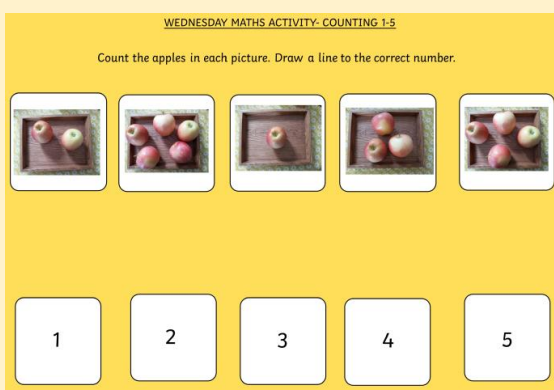 WEDNESDAY MATHS ACTIVITY- COUNTING 1-5
Count the apples in each picture. Draw a line to the correct number.
1 2 3 4 5